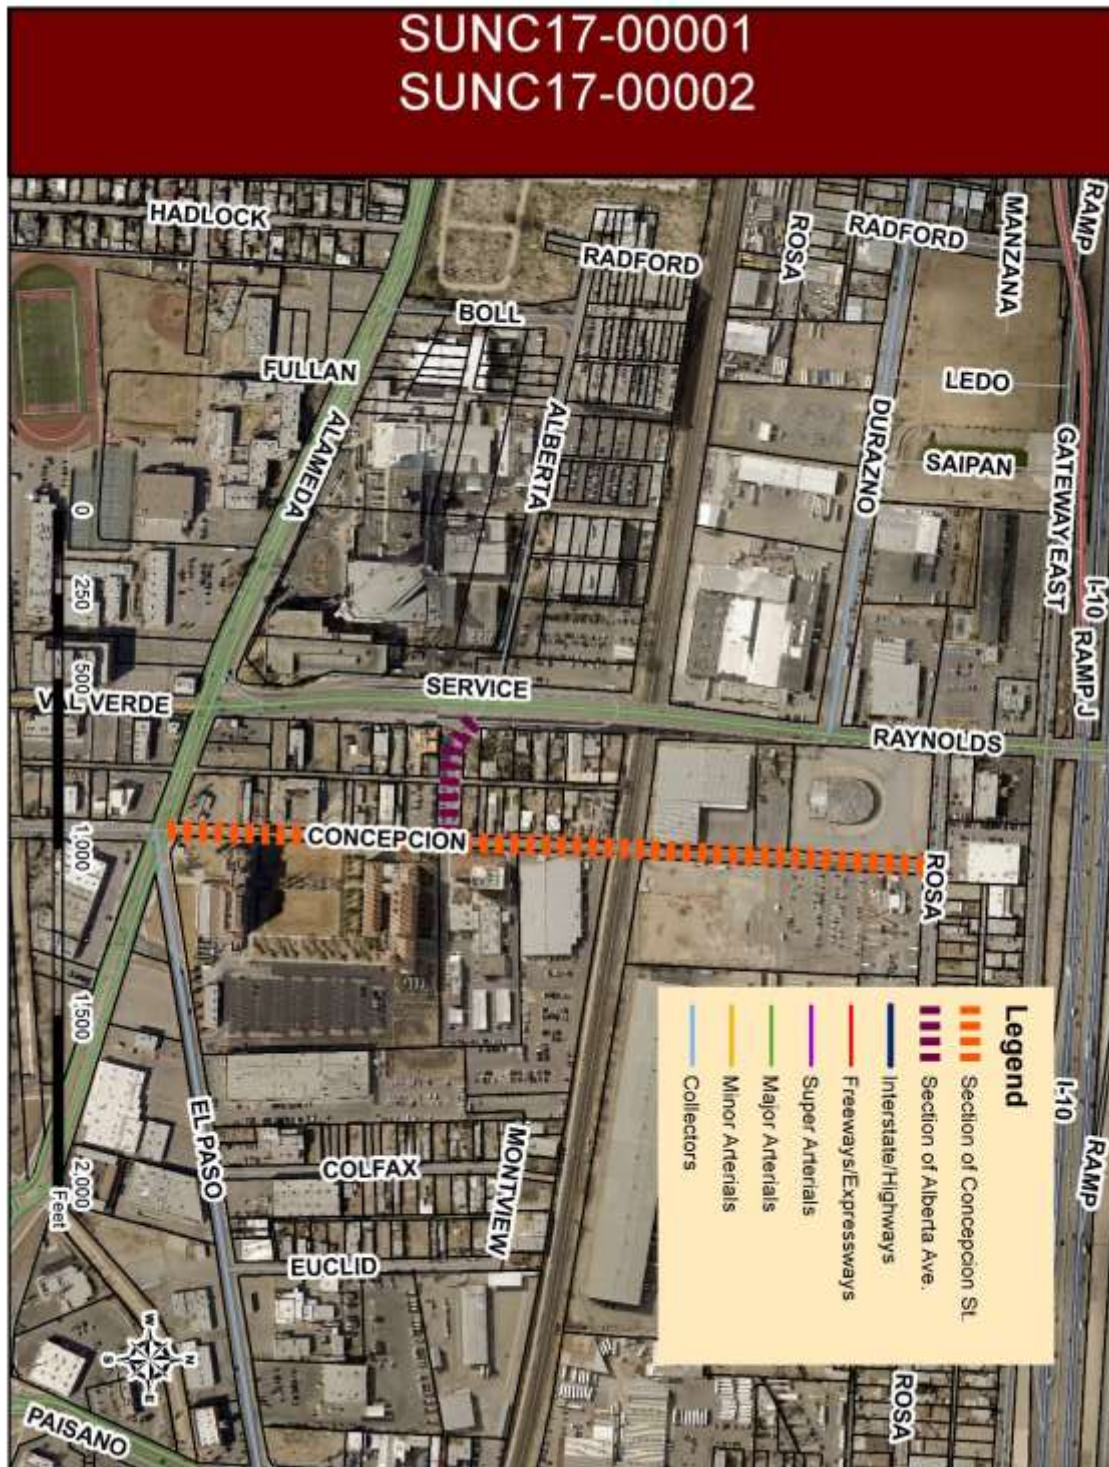 SUNC17-00001
SUNC17-00002
HADLOCK
RADFORD
ROSA
RADFORD
MANZANA
RAMP
BOLL
FULLAN
ALAMEDA
ALBERTA
DURAZNO
LEDO
SAIPAN
GATEWAY EAST
I-10
RAMP J
SERVICE
VAL VERDE
RAYNOLDS
CONCEPCION
ROSA
Legend
Section of Concepcion St.
Section of Alberta Ave.
Interstate/Highways
Freeways/Expressways
Super Arterials
Major Arterials
Minor Arterials
Collectors
I-10
RAMP
EL PASO
COLFAX
MONTVIEW
EUCLID
ROSA
PAISANO
0
250
500
1,000
1,500
2,000
Feet
N
W
E
S